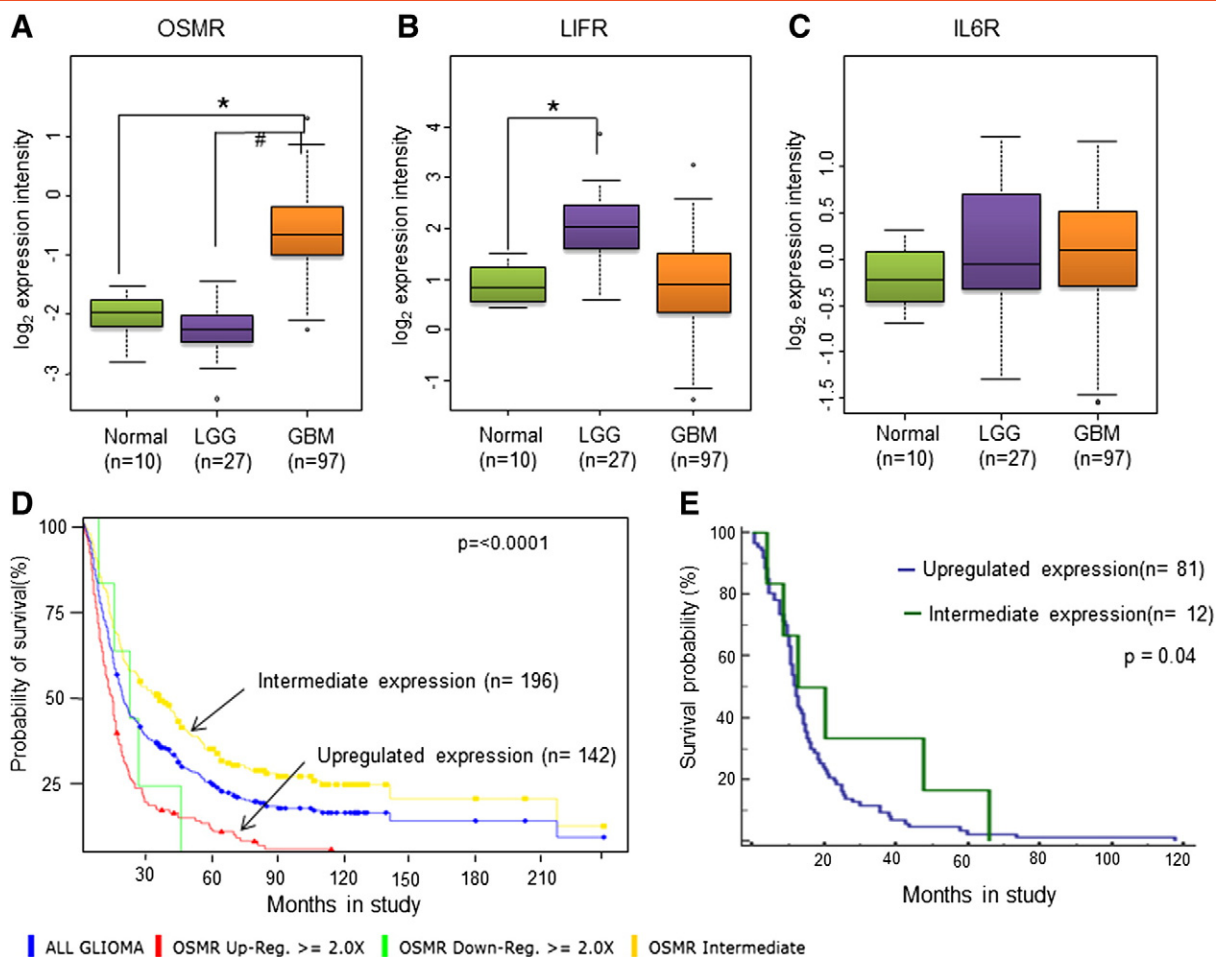 A
OSMR
log2 expression intensity
1
0
-1
-2
-3
*
#
Normal
(n=10)
LGG
(n=27)
GBM
(n=97)
B
LIFR
log2 expression intensity
4
3
2
1
0
-1
*
Normal
(n=10)
LGG
(n=27)
GBM
(n=97)
C
IL6R
log2 expression intensity
1.0
0.5
0.0
-0.5
-1.0
-1.5
Normal
(n=10)
LGG
(n=27)
GBM
(n=97)
D
Probability of survival(%)
100
75
50
25
p=<0.0001
Intermediate expression (n= 196)
Upregulated expression (n= 142)
30 60 90 120 150 180 210
Months in study
ALL GLIOMA OSMR Up-Reg. >= 2.0X OSMR Down-Reg. >= 2.0X OSMR Intermediate
E
Survival probability (%)
100
80
60
40
20
Upregulated expression(n= 81)
Intermediate expression(n= 12)
p = 0.04
20 40 60 80 100 120
Months in study